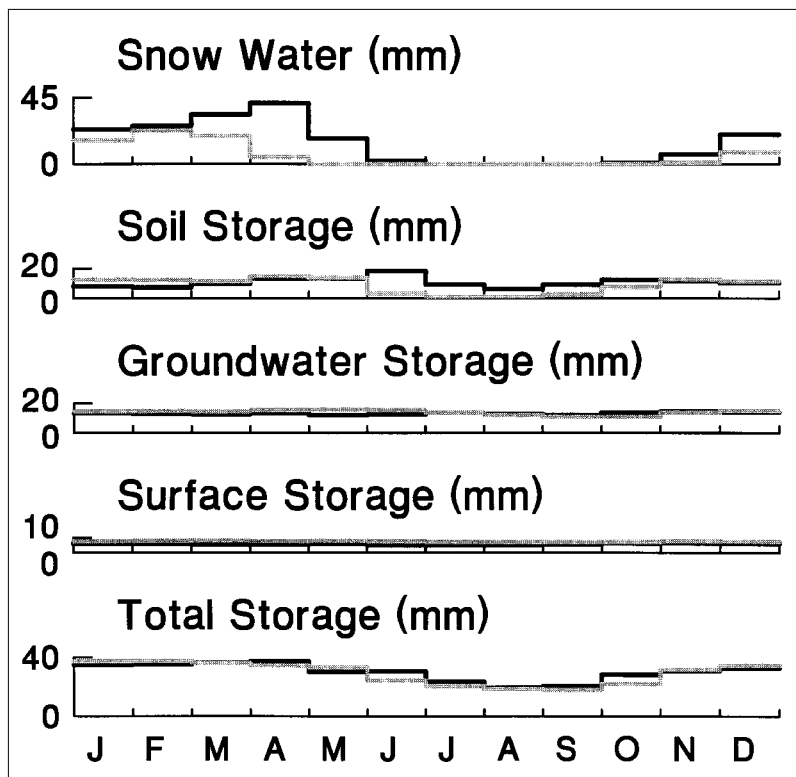 Snow Water (mm)
45
0
Soil Storage (mm)
20
0
Groundwater Storage (mm)
20
0
Surface Storage (mm)
10
0
Total Storage (mm)
40
0
J F M A M J J A S O N D